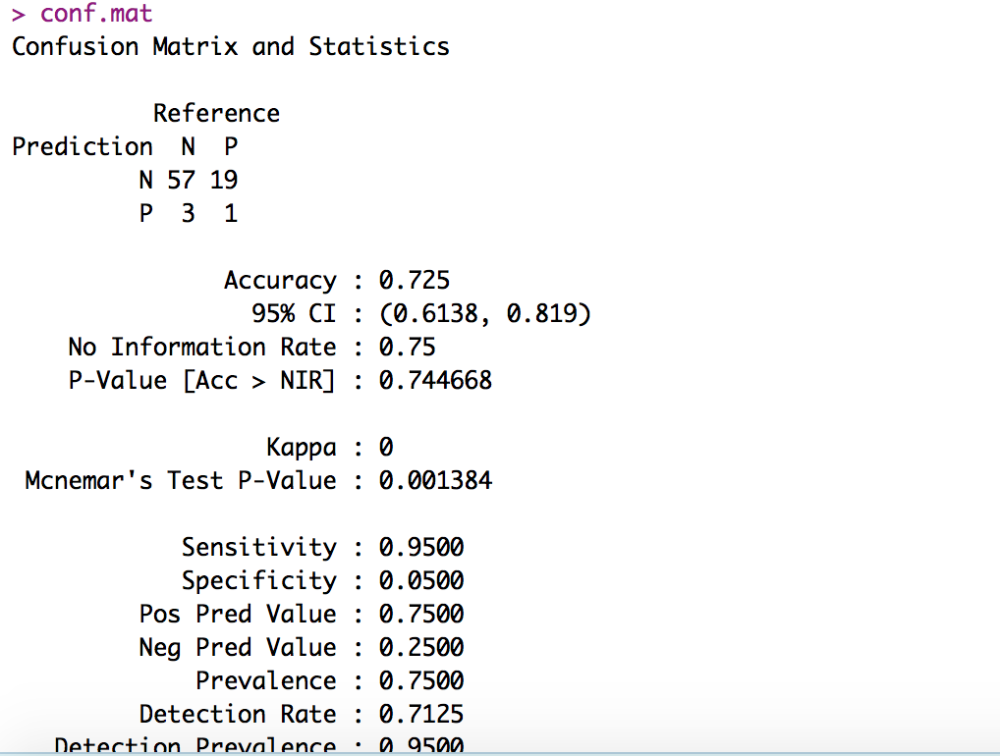 > conf.mat
Confusion Matrix and Statistics
Reference
Prediction N P
N 57 19
P 3 1
Accuracy : 0.725
95% CI : (0.6138, 0.819)
No Information Rate : 0.75
P-Value [Acc > NIR] : 0.744668
Kappa : 0
Mcnemar's Test P-Value : 0.001384
Sensitivity : 0.9500
Specificity : 0.0500
Pos Pred Value : 0.7500
Neg Pred Value : 0.2500
Prevalence : 0.7500
Detection Rate : 0.7125
Detection Prevalence : 0.9500